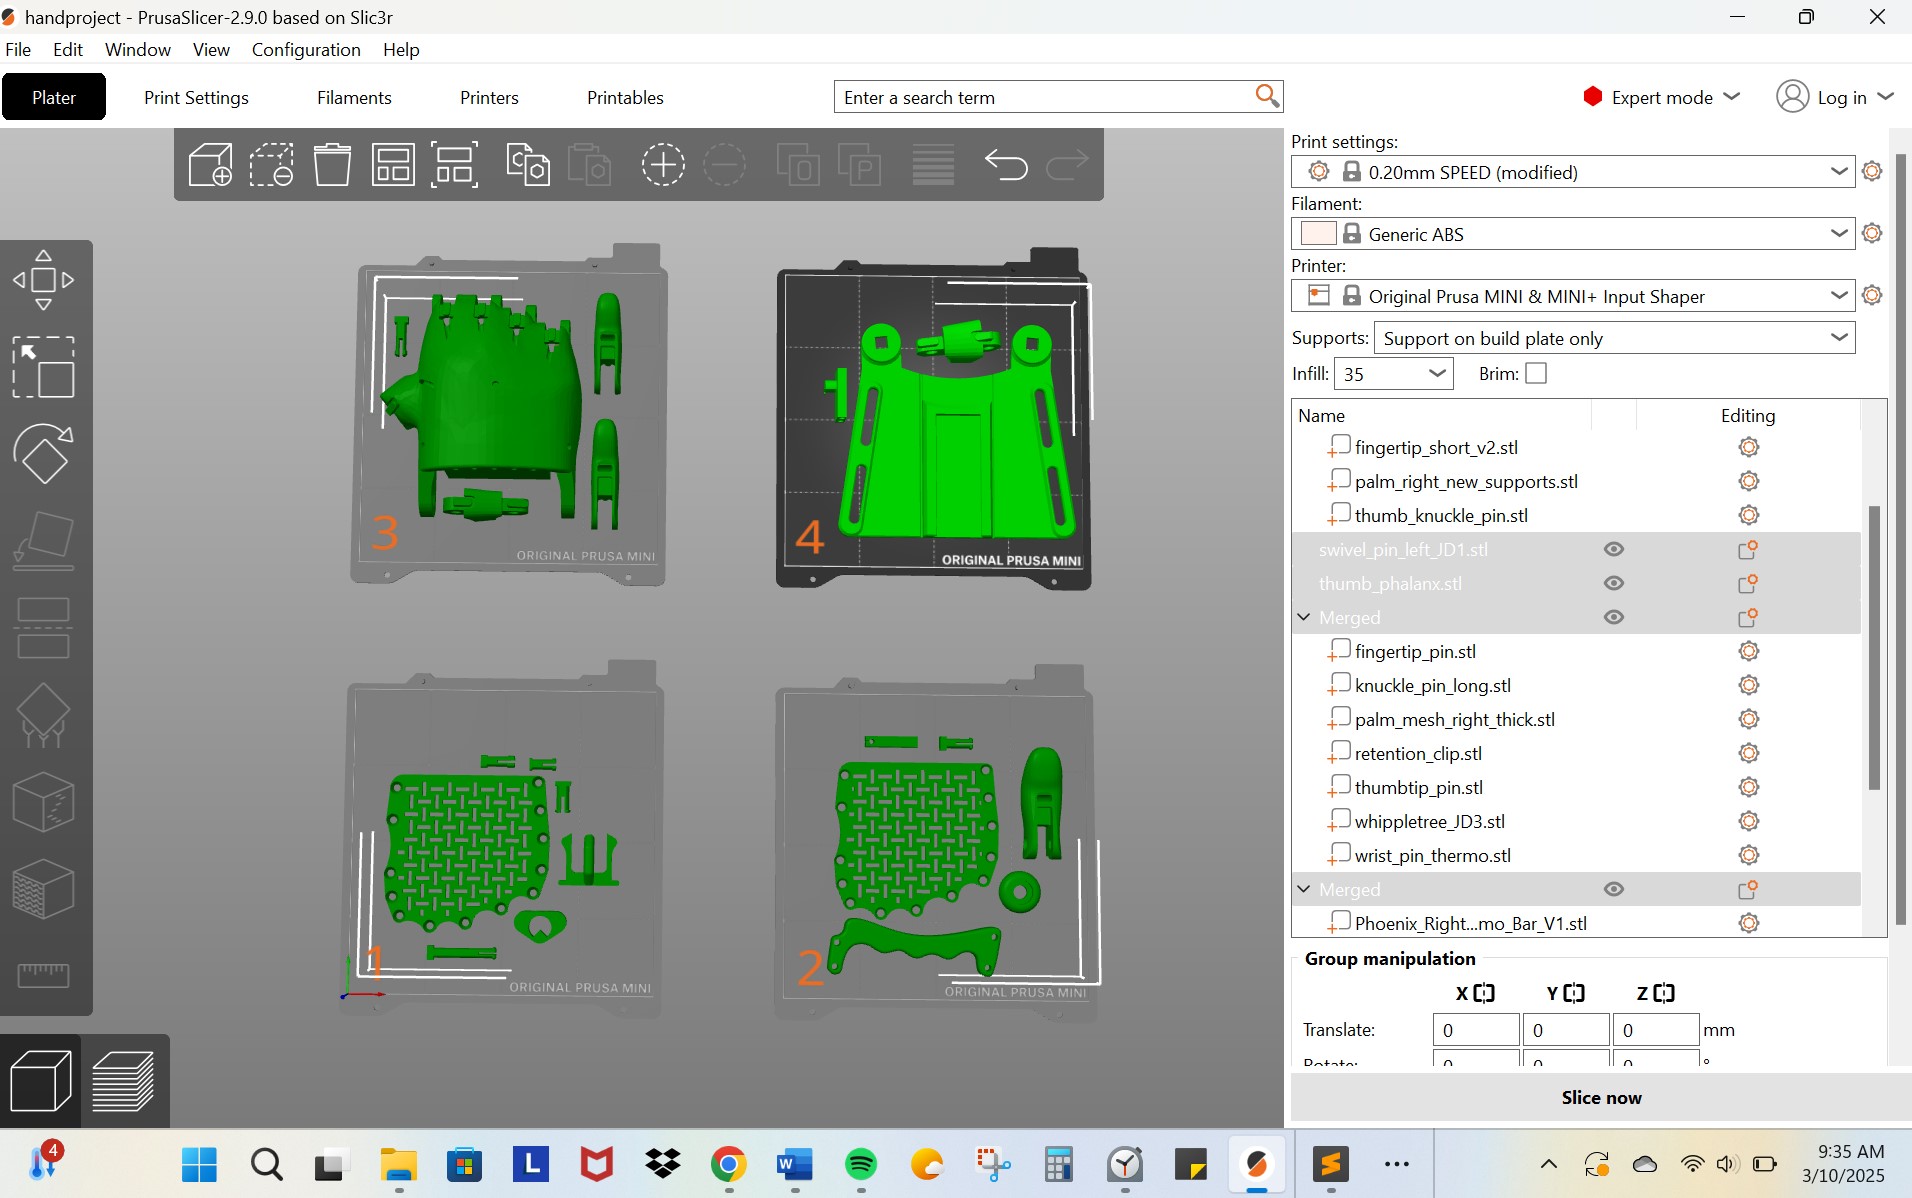 handproject - PrusaSlicer-2.9.0 based on Slic3r
File Edit Window View Configuration Help
Plater Print Settings Filaments Printers Printables Enter a search term Expert mode Log in
Print settings:
0.20mm SPEED (modified)
Filament:
Generic ABS
Printer:
Original Prusa MINI & MINI+ Input Shaper
Supports: Support on build plate only
Infill: 35 Brim:
Name Editing
fingertip_short_v2.stl
palm_right_new_supports.stl
thumb_knuckle_pin.stl
swivel_pin_left_JD1.stl
thumb_phalanx.stl
Merged
fingertip_pin.stl
knuckle_pin_long.stl
palm_mesh_right_thick.stl
retention_clip.stl
thumbtip_pin.stl
whippletree_JD3.stl
wrist_pin_thermo.stl
Merged
Phoenix_Right...mo_Bar_V1.stl
Group manipulation
X Y Z
Translate: 0 0 0 mm
Rotate: 0 0 0 °
Slice now
3
ORIGINAL PRUSA MINI
4
ORIGINAL PRUSA MINI
1
ORIGINAL PRUSA MINI
2
ORIGINAL PRUSA MINI
O
P
4
L
W
S
9:35 AM
3/10/2025